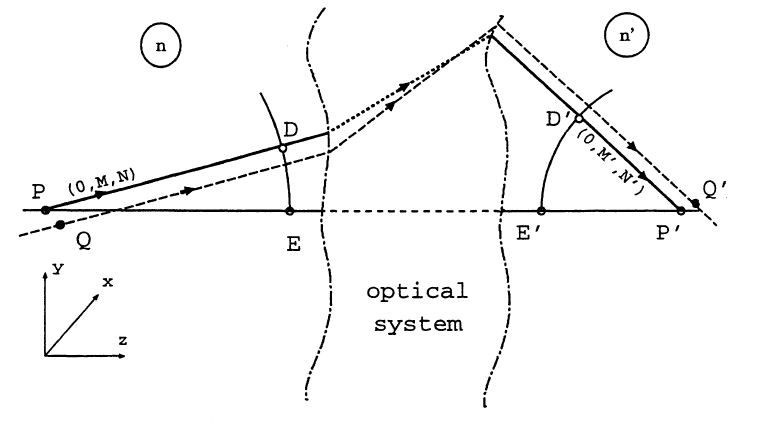 n
n'
D
D'
P
(0,M,N)
(0,M',N')
Q'
Q
E
E'
P'
y
x
z
optical
system